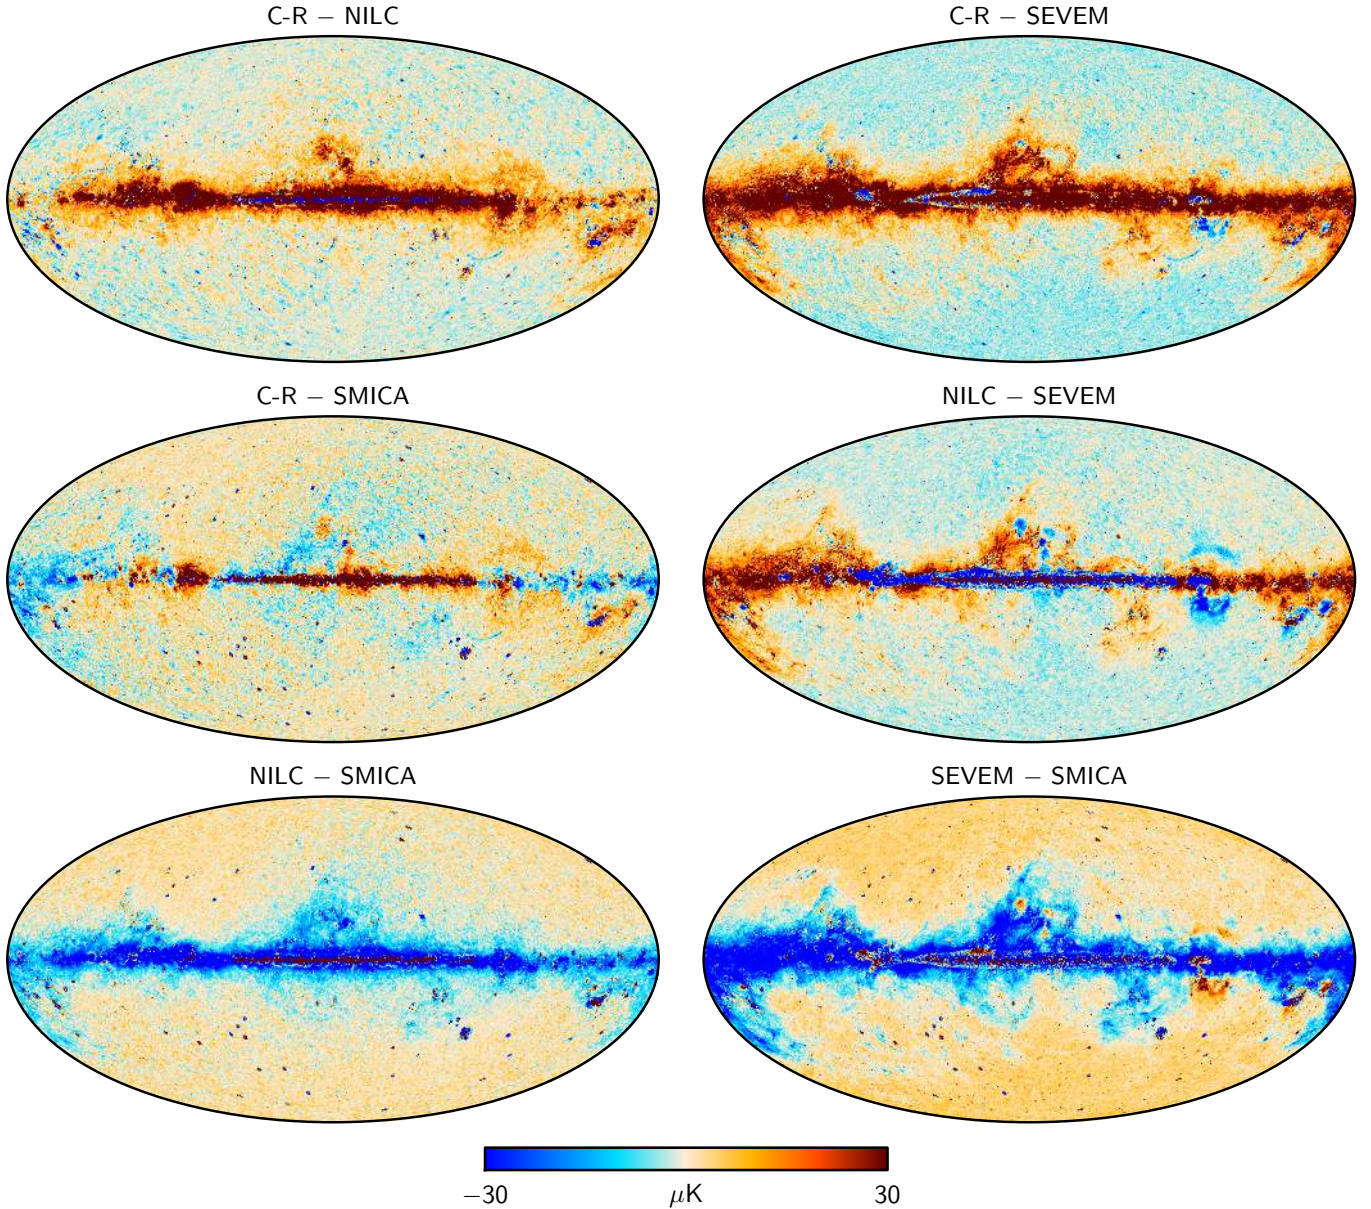 C-R − NILC
C-R − SEVEM
C-R − SMICA
NILC − SEVEM
NILC − SMICA
SEVEM − SMICA
−30 μK 30